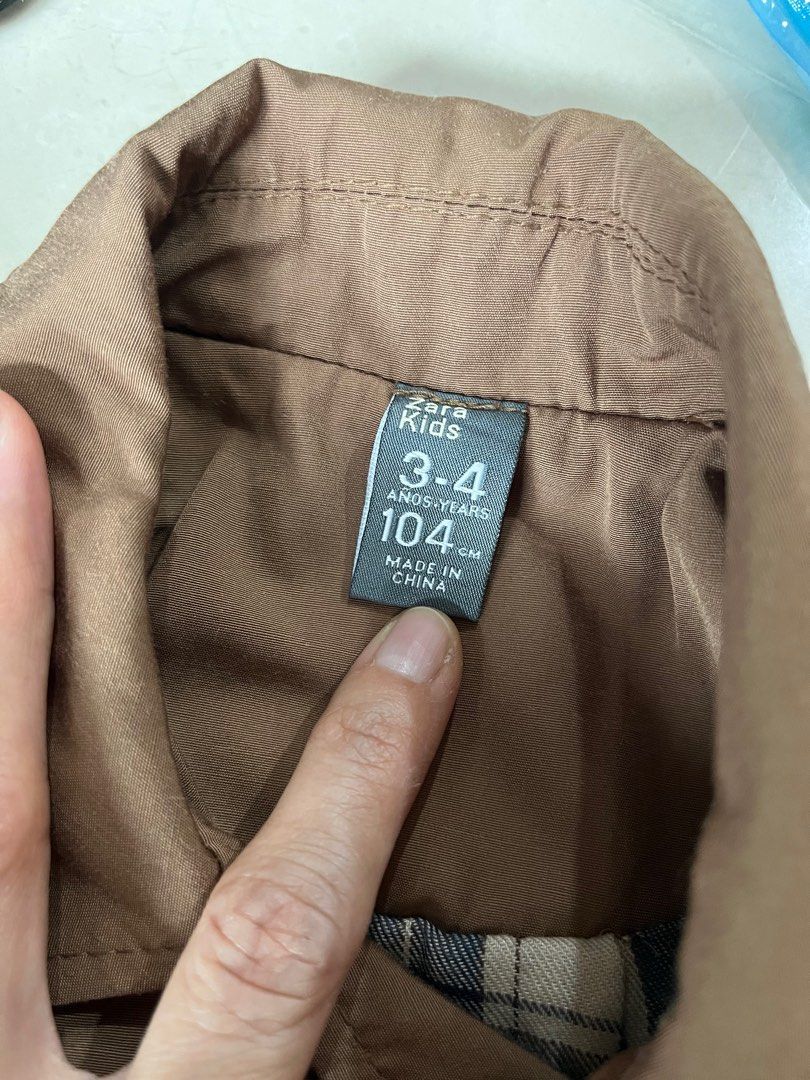 Zara
Kids
3-4
AÑOS·YEARS
104 CM
MADE IN
CHINA